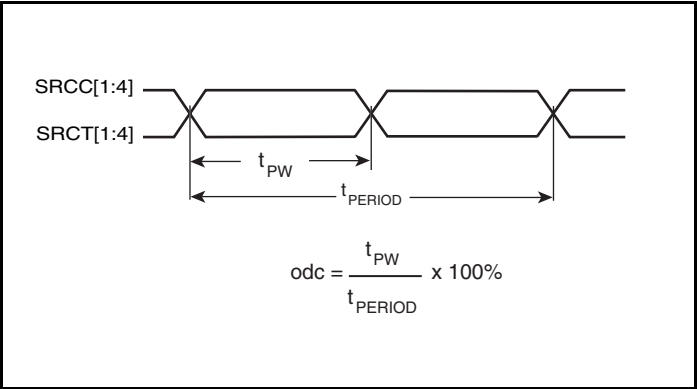 SRCC[1:4]
SRCT[1:4]
tPW
tPERIOD
odc = tPW / tPERIOD x 100%